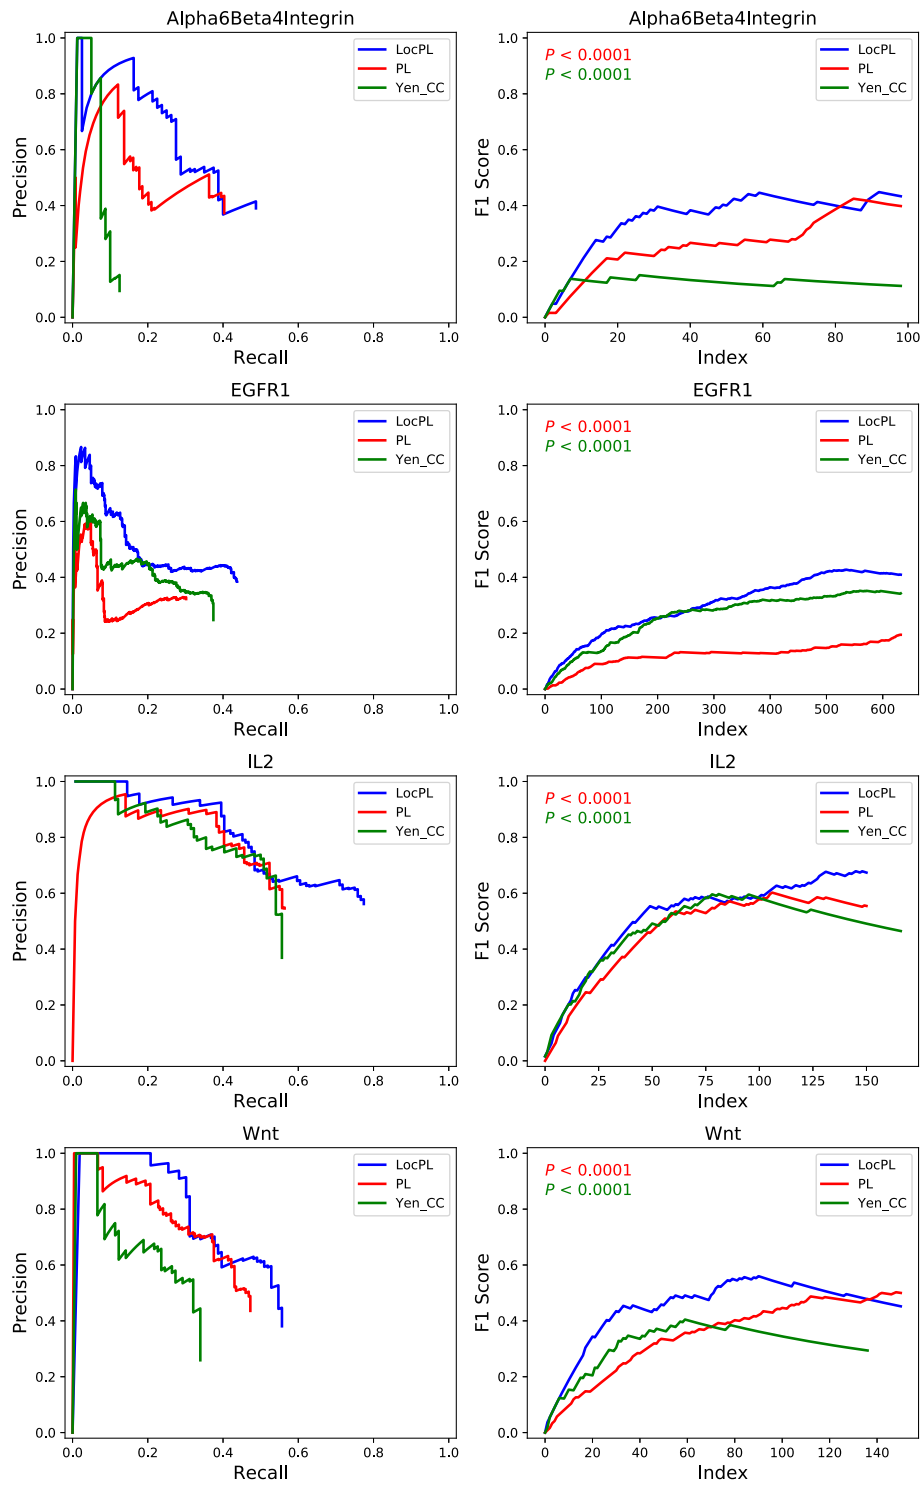 Alpha6Beta4Integrin
1.0
0.8
0.6
0.4
0.2
0.0
Precision
0.0 0.2 0.4 0.6 0.8 1.0
Recall
LocPL
PL
Yen_CC
Alpha6Beta4Integrin
1.0
0.8
0.6
0.4
0.2
0.0
F1 Score
0 20 40 60 80 100
Index
P < 0.0001
P < 0.0001
LocPL
PL
Yen_CC
EGFR1
1.0
0.8
0.6
0.4
0.2
0.0
Precision
0.0 0.2 0.4 0.6 0.8 1.0
Recall
LocPL
PL
Yen_CC
EGFR1
1.0
0.8
0.6
0.4
0.2
0.0
F1 Score
0 100 200 300 400 500 600
Index
P < 0.0001
P < 0.0001
LocPL
PL
Yen_CC
IL2
1.0
0.8
0.6
0.4
0.2
0.0
Precision
0.0 0.2 0.4 0.6 0.8 1.0
Recall
LocPL
PL
Yen_CC
IL2
1.0
0.8
0.6
0.4
0.2
0.0
F1 Score
0 25 50 75 100 125 150
Index
P < 0.0001
P < 0.0001
LocPL
PL
Yen_CC
Wnt
1.0
0.8
0.6
0.4
0.2
0.0
Precision
0.0 0.2 0.4 0.6 0.8 1.0
Recall
LocPL
PL
Yen_CC
Wnt
1.0
0.8
0.6
0.4
0.2
0.0
F1 Score
0 20 40 60 80 100 120 140
Index
P < 0.0001
P < 0.0001
LocPL
PL
Yen_CC